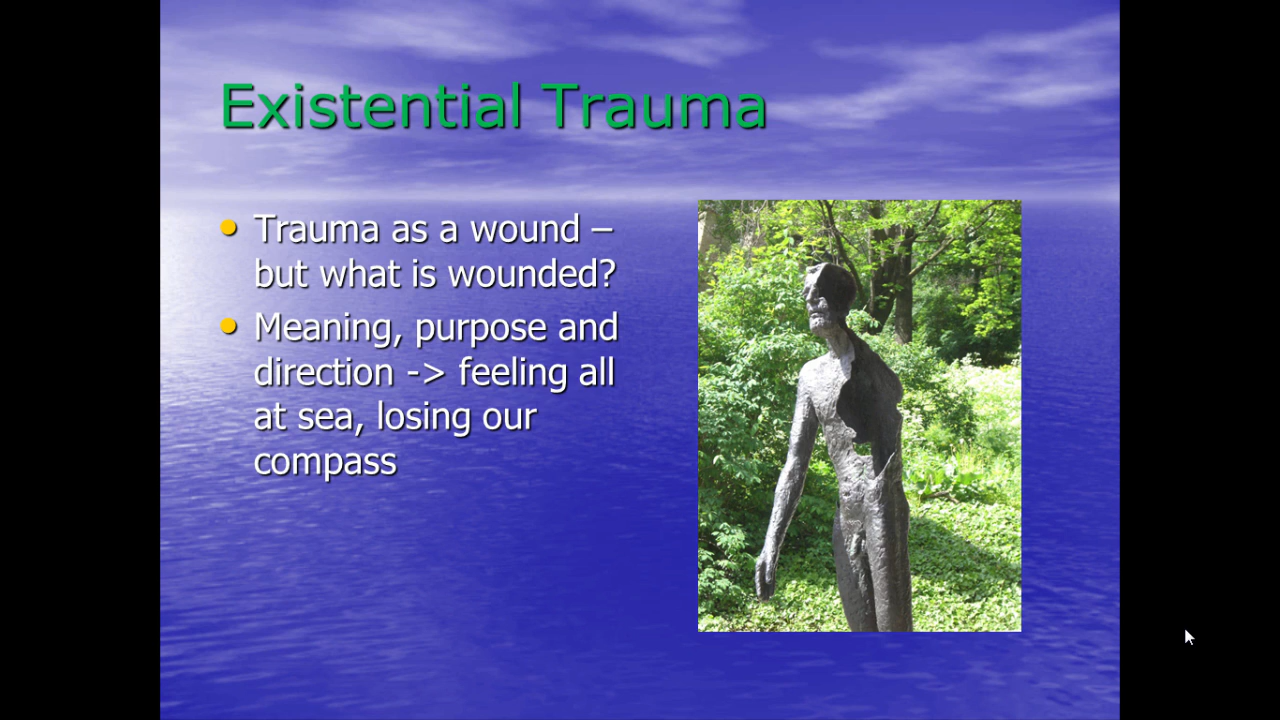 Existential Trauma
Trauma as a wound –
but what is wounded?
Meaning, purpose and
direction -> feeling all
at sea, losing our
compass